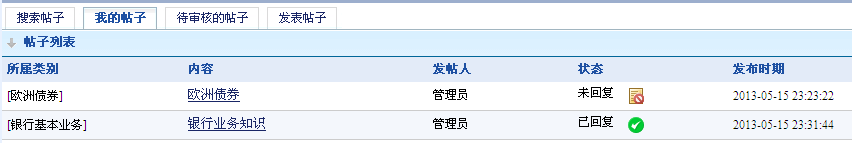 搜索帖子 我的帖子 待审核的帖子 发表帖子
帖子列表
所属类别 内容 发帖人 状态 发布时期
[欧洲债券] 欧洲债券 管理员 未回复 2013-05-15 23:23:22
[银行基本业务] 银行业务知识 管理员 已回复 2013-05-15 23:31:44